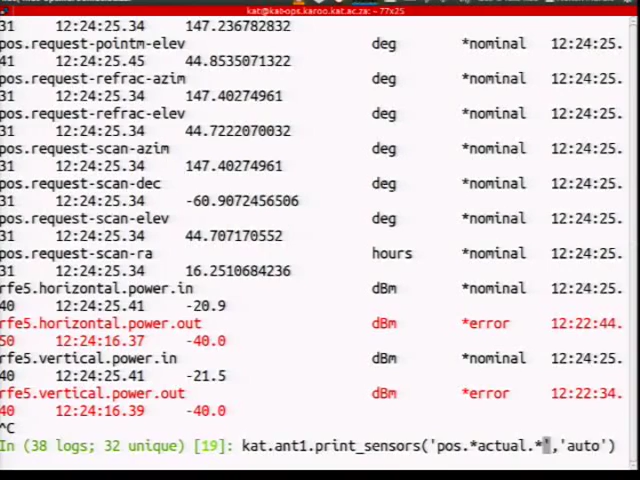 kat@kabops.karoo.kat.ac.za: ~ 77x25
31 12:24:25.34 147.236782832
pos.request-pointm-elev deg *nominal 12:24:25.
41 12:24:25.45 44.8535071322
pos.request-refrac-azim deg *nominal 12:24:25.
31 12:24:25.34 147.40274961
pos.request-refrac-elev deg *nominal 12:24:25.
31 12:24:25.34 44.7222070032
pos.request-scan-azim deg *nominal 12:24:25.
31 12:24:25.34 147.40274961
pos.request-scan-dec deg *nominal 12:24:25.
31 12:24:25.34 -60.9072456506
pos.request-scan-elev deg *nominal 12:24:25.
31 12:24:25.34 44.707170552
pos.request-scan-ra hours *nominal 12:24:25.
31 12:24:25.34 16.2510684236
rfe5.horizontal.power.in dBm *nominal 12:24:25.
40 12:24:25.41 -20.9
rfe5.horizontal.power.out dBm *error 12:22:44.
50 12:24:16.37 -40.0
rfe5.vertical.power.in dBm *nominal 12:24:25.
40 12:24:25.41 -21.5
rfe5.vertical.power.out dBm *error 12:22:34.
40 12:24:16.39 -40.0
^C
In (38 logs; 32 unique) [19]: kat.ant1.print_sensors('pos.*actual.*','auto')